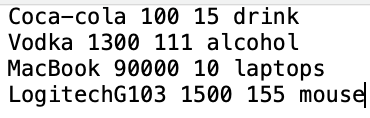 Coca-cola 100 15 drink
Vodka 1300 111 alcohol
MacBook 90000 10 laptops
LogitechG103 1500 155 mouse